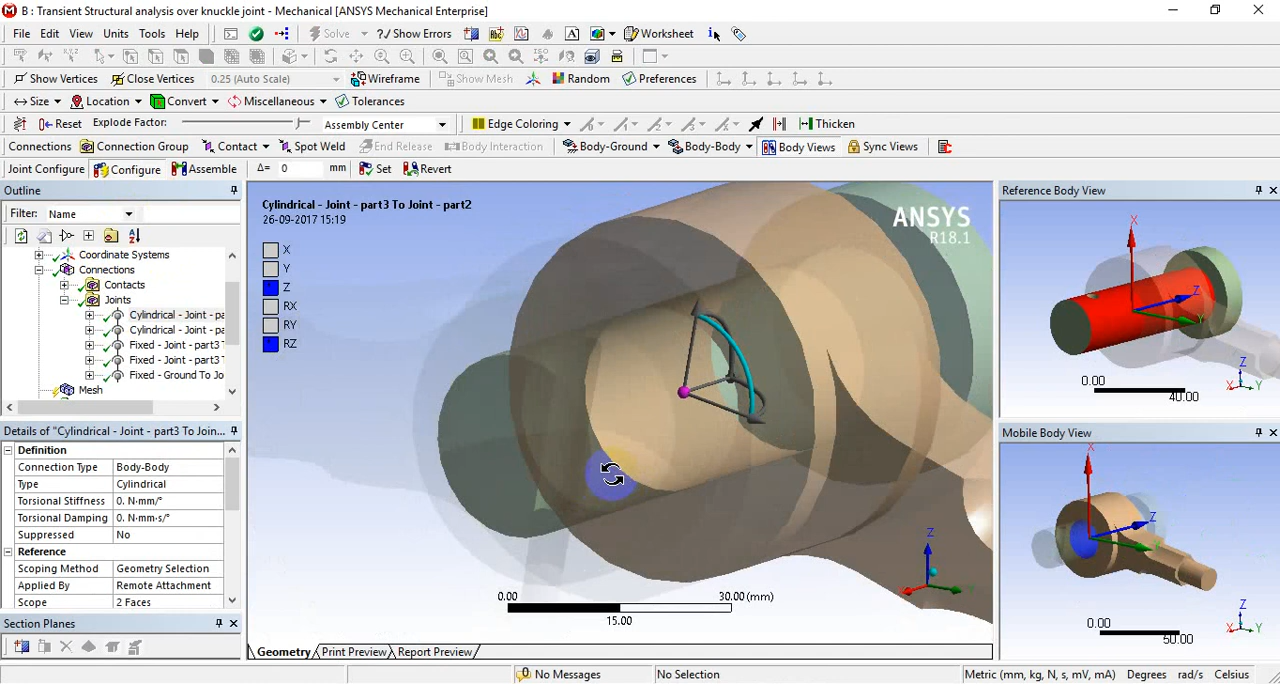 B : Transient Structural analysis over knuckle joint - Mechanical [ANSYS Mechanical Enterprise]
File Edit View Units Tools Help Solve ?/ Show Errors Worksheet
Show Vertices Close Vertices 0.25 (Auto Scale) Wireframe Show Mesh Random Preferences
Size Location Convert Miscellaneous Tolerances
Reset Explode Factor: Assembly Center Edge Coloring Thicken
Connections Connection Group Contact Spot Weld End Release Body Interaction Body-Ground Body-Body Body Views Sync Views
Joint Configure Configure Assemble Δ= 0 mm Set Revert
Outline
Filter: Name
Coordinate Systems
Connections
Contacts
Joints
Cylindrical - Joint - pa
Cylindrical - Joint - pa
Fixed - Joint - part3
Fixed - Joint - part3
Fixed - Ground To Jo
Mesh
Details of "Cylindrical - Joint - part3 To Join...
Definition
Connection Type Body-Body
Type Cylindrical
Torsional Stiffness 0. N·mm/°
Torsional Damping 0. N·mm·s/°
Suppressed No
Reference
Scoping Method Geometry Selection
Applied By Remote Attachment
Scope 2 Faces
Section Planes
Cylindrical - Joint - part3 To Joint - part2
26-09-2017 15:19
X
Y
Z
RX
RY
RZ
ANSYS
R18.1
Z
0.00 30.00 (mm)
15.00
Geometry Print Preview Report Preview
Reference Body View
X
Z
Y
0.00
40.00
Z
X Y
Mobile Body View
X
Z
Y
0.00
50.00
Z
X Y
No Messages No Selection Metric (mm, kg, N, s, mV, mA) Degrees rad/s Celsius